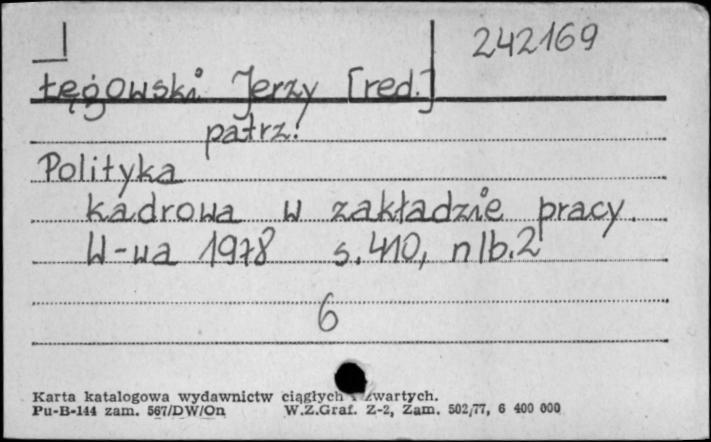 242169
Łęgowski Jerzy [red.]
patrz:
Polityka
kadrowa w zakładzie pracy.
W-wa 1978 s. 410, nlb. 2
6
Karta katalogowa wydawnictw ciągłych i zwartych.
Pu-B-144 zam. 567/DW/On W.Z.Graf. Z-2, Zam. 502/77, 6 400 000